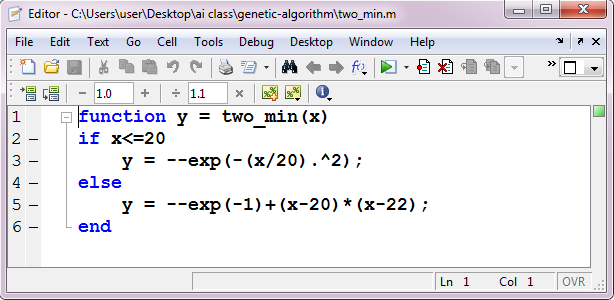 Editor - C:\Users\user\Desktop\ai class\genetic-algorithm\two_min.m
File Edit Text Go Cell Tools Debug Desktop Window Help
- 1.0 + ÷ 1.1 ×
1 function y = two_min(x)
2 - if x<=20
3 - y = --exp(-(x/20).^2);
4 - else
5 - y = --exp(-1)+(x-20)*(x-22);
6 - end
Ln 1 Col 1 OVR